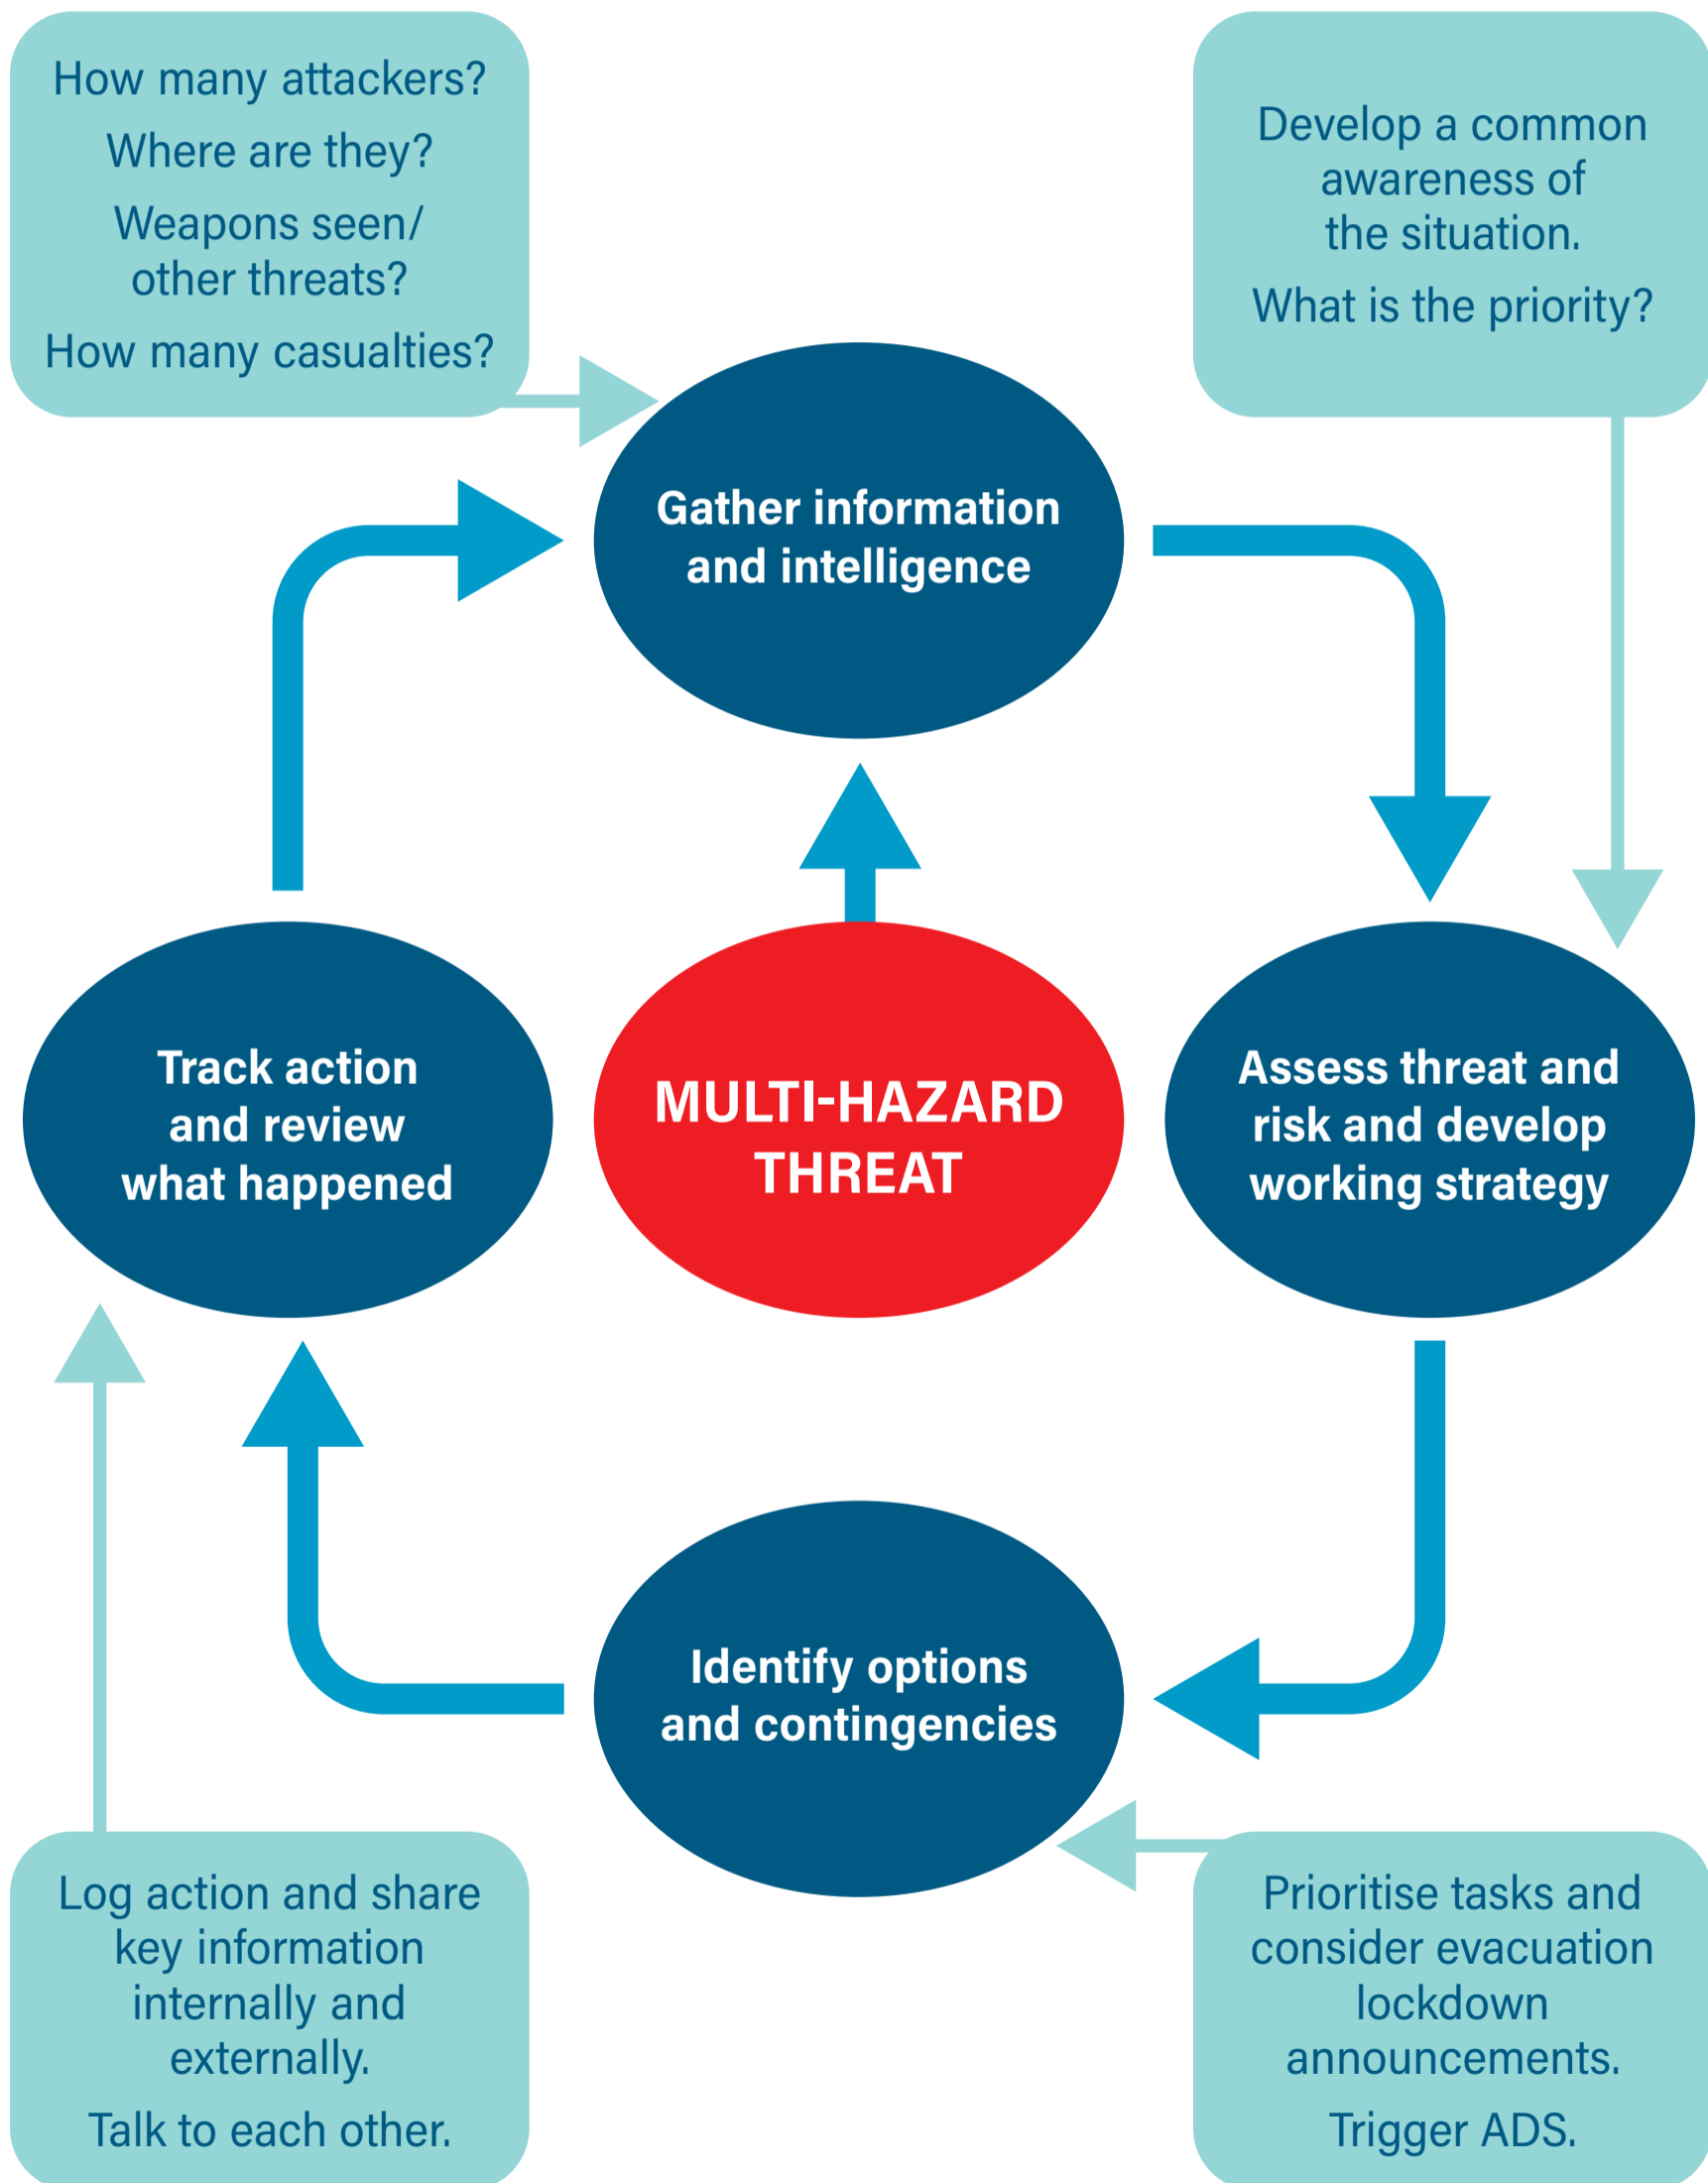 How many attackers?
Where are they?
Weapons seen/
other threats?
How many casualties?
Develop a common
awareness of
the situation.
What is the priority?
Gather information
and intelligence
Track action
and review
what happened
MULTI-HAZARD
THREAT
Assess threat and
risk and develop
working strategy
Identify options
and contingencies
Log action and share
key information
internally and
externally.
Talk to each other.
Prioritise tasks and
consider evacuation
lockdown
announcements.
Trigger ADS.